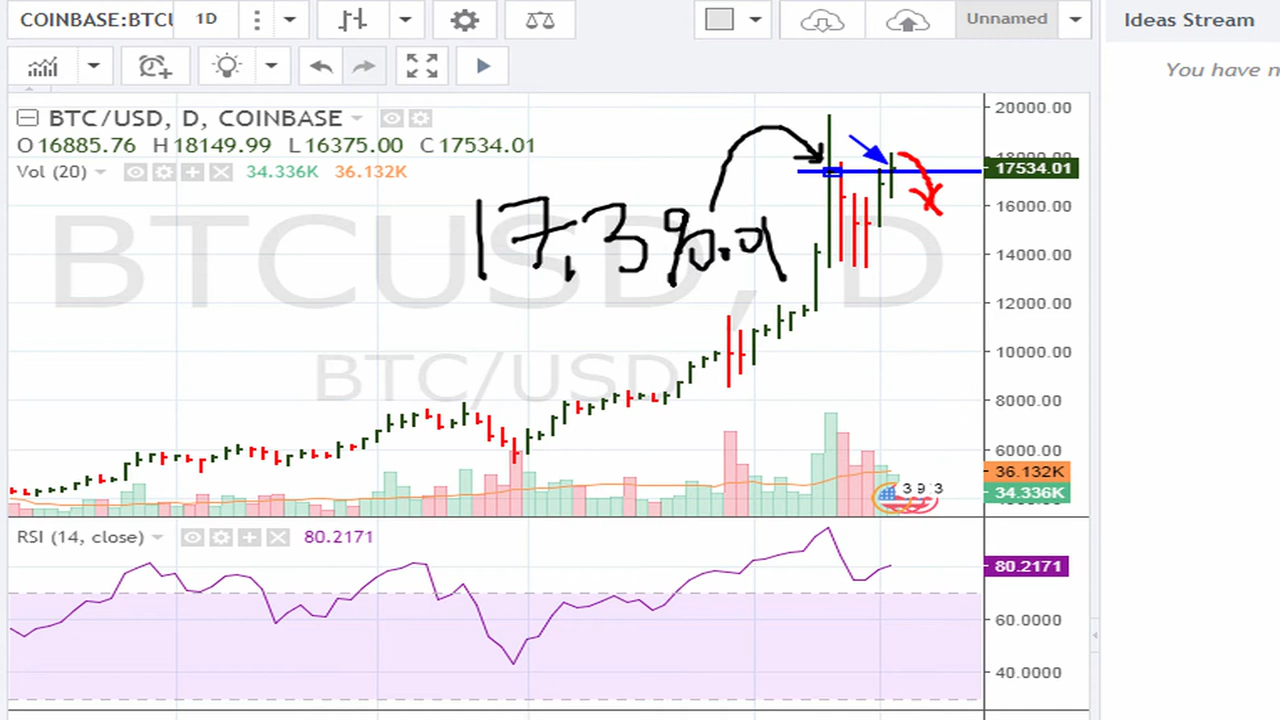 COINBASE:BTCU 1D Unnamed Ideas Stream
You have n
BTC/USD, D, COINBASE
O 16885.76 H 18149.99 L 16375.00 C 17534.01
Vol (20) 34.336K 36.132K
BTCUSD, D
BTC/USD
20000.00
17534.01
16000.00
14000.00
12000.00
10000.00
8000.00
6000.00
36.132K
34.336K
3 9 3
RSI (14, close) 80.2171
80.2171
60.0000
40.0000